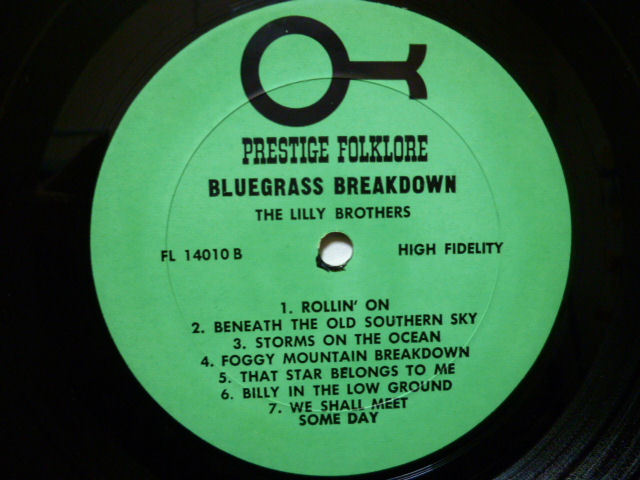 PRESTIGE FOLKLORE
BLUEGRASS BREAKDOWN
THE LILLY BROTHERS
FL 14010 B
HIGH FIDELITY
1. ROLLIN' ON
2. BENEATH THE OLD SOUTHERN SKY
3. STORMS ON THE OCEAN
4. FOGGY MOUNTAIN BREAKDOWN
5. THAT STAR BELONGS TO ME
6. BILLY IN THE LOW GROUND
7. WE SHALL MEET
SOME DAY